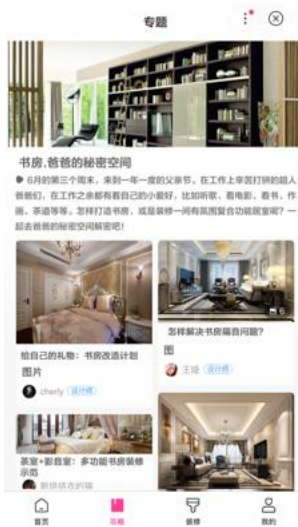 专题
书房.爸爸的秘密空间
6月的第三个周末，来到一年一度的父亲节，在工作上辛苦打拼的超人
爸爸们，在工作之余都有着自己的小爱好，比如听歌、看电影、看书、作
画、茶道等等，怎样打造书房，或是装修一间有氛围复合功能居室呢？一
起去爸爸的秘密空间解密吧！
给自己的礼物：书房改造计划
图片
cherily 设计师
茶室+影音室：多功能书房装修
示范
6
怎样解决书房隔音问题？
图
王培 设计师
首页
攻略
装修
我的